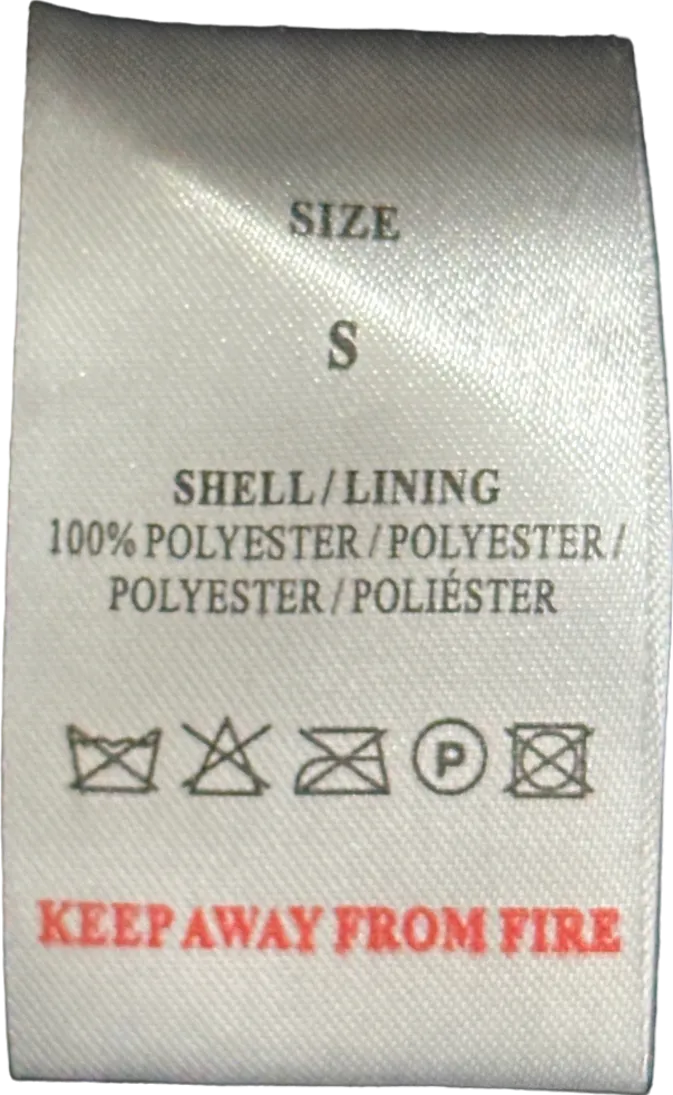 SIZE
S
SHELL/LINING
100% POLYESTER/POLYESTER/
POLYESTER/POLIÉSTER
P
KEEP AWAY FROM FIRE